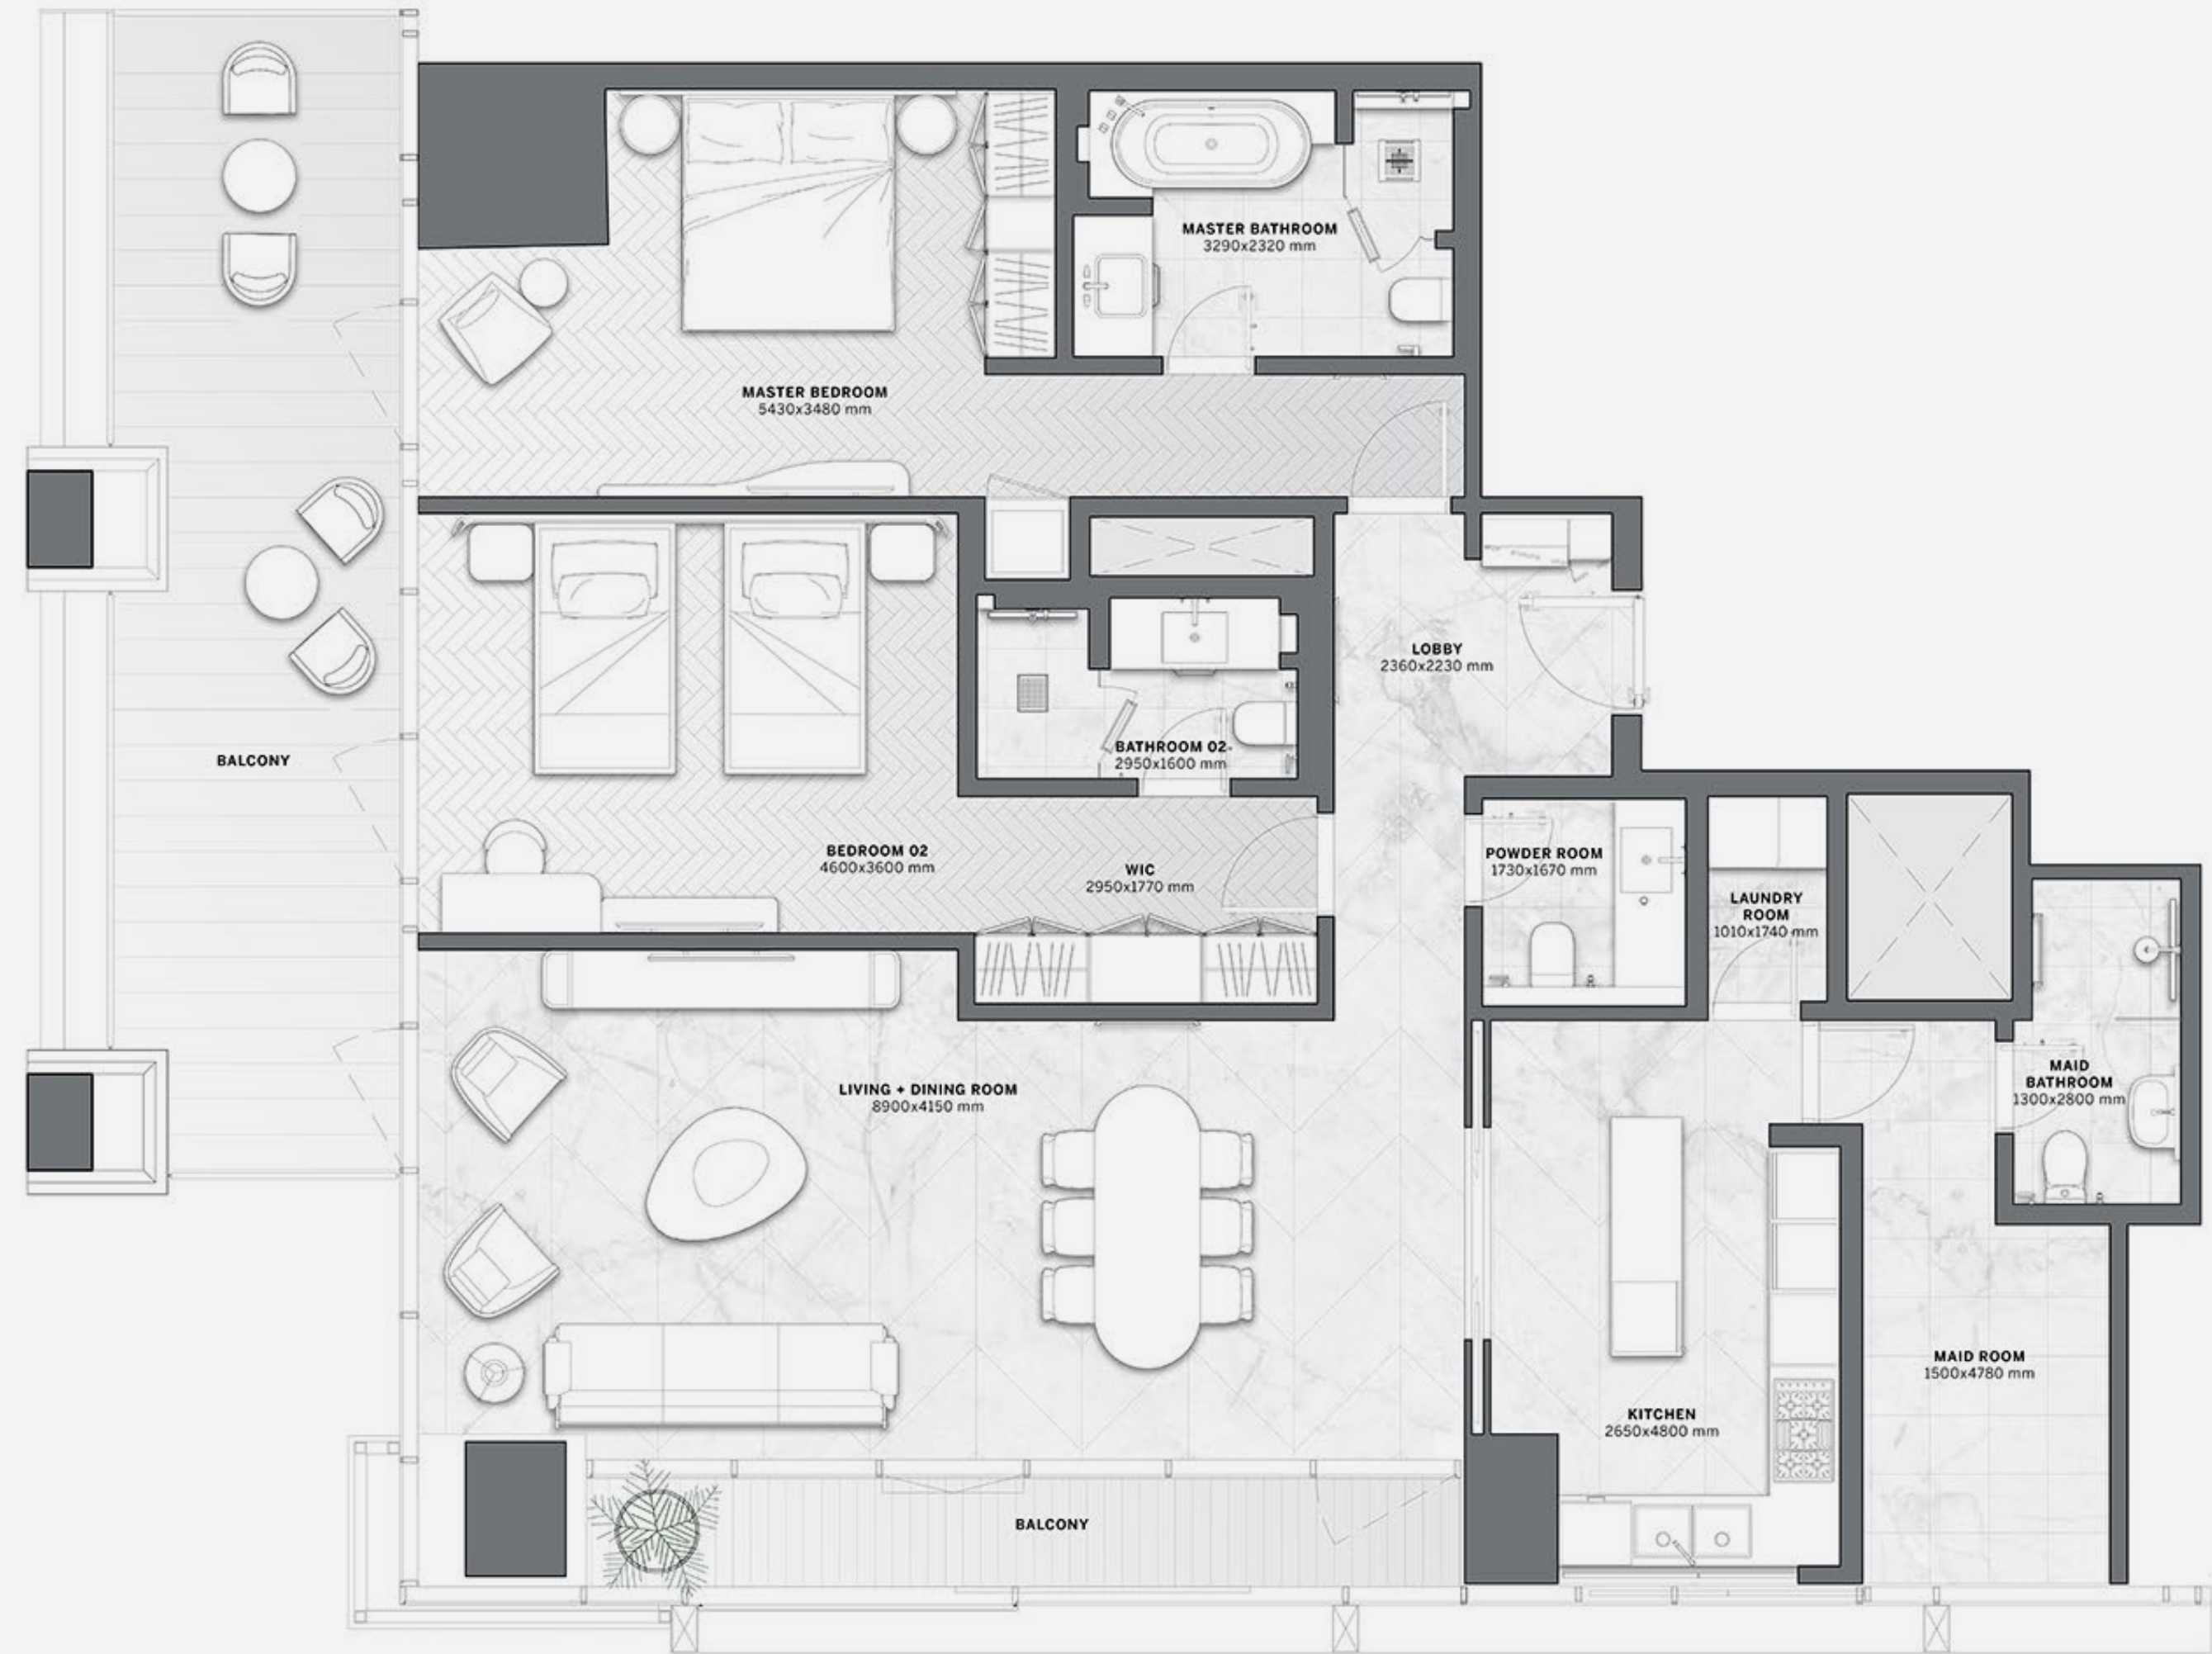 MASTER BATHROOM
3290x2320 mm
MASTER BEDROOM
5430x3480 mm
LOBBY
2360x2230 mm
BATHROOM 02
2950x1600 mm
BALCONY
BEDROOM 02
4600x3600 mm
WIC
2950x1770 mm
POWDER ROOM
1730x1670 mm
LAUNDRY
ROOM
1010x1740 mm
LIVING + DINING ROOM
8900x4150 mm
MAID
BATHROOM
1300x2800 mm
MAID ROOM
1500x4780 mm
KITCHEN
2650x4800 mm
BALCONY